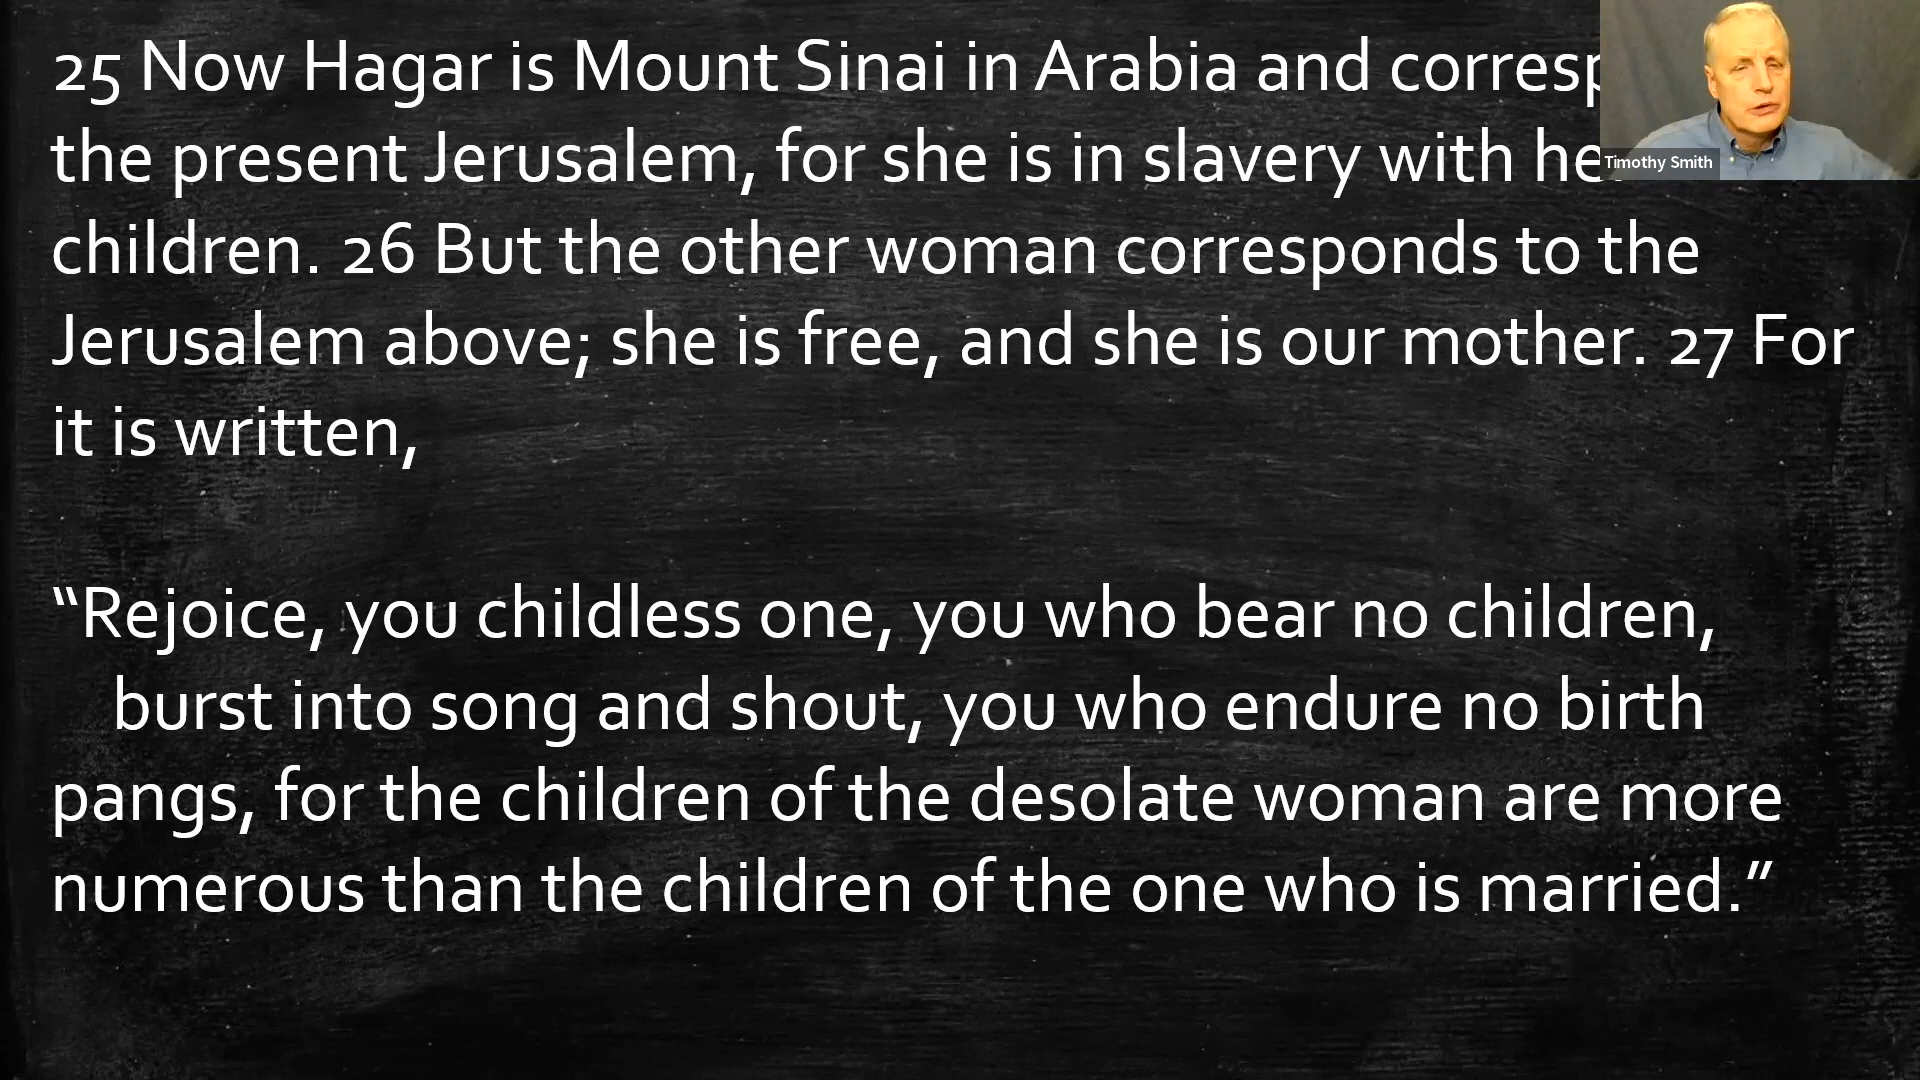 25 Now Hagar is Mount Sinai in Arabia and
the present Jerusalem, for she is in slavery with
Timothy Smith
children. 26 But the other woman corresponds to the
Jerusalem above; she is free, and she is our mother. 27 For
it is written,
“Rejoice, you childless one, you who bear no children,
burst into song and shout, you who endure no birth
pangs, for the children of the desolate woman are more
numerous than the children of the one who is married.”